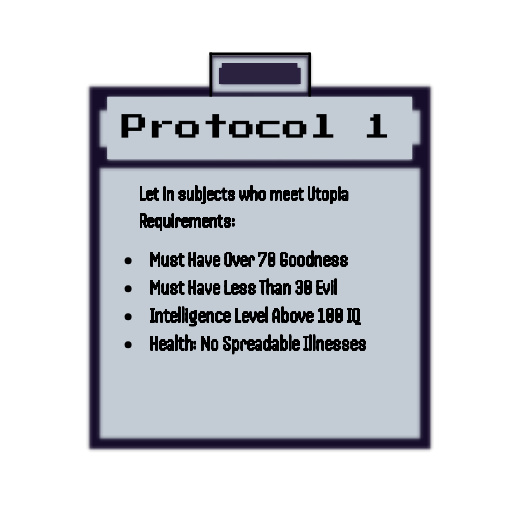 Protocol 1
Let in subjects who meet Utopia
Requirements:
• Must Have Over 70 Goodness
• Must Have Less Than 30 Evil
• Intelligence Level Above 100 IQ
• Health: No Spreadable Illnesses